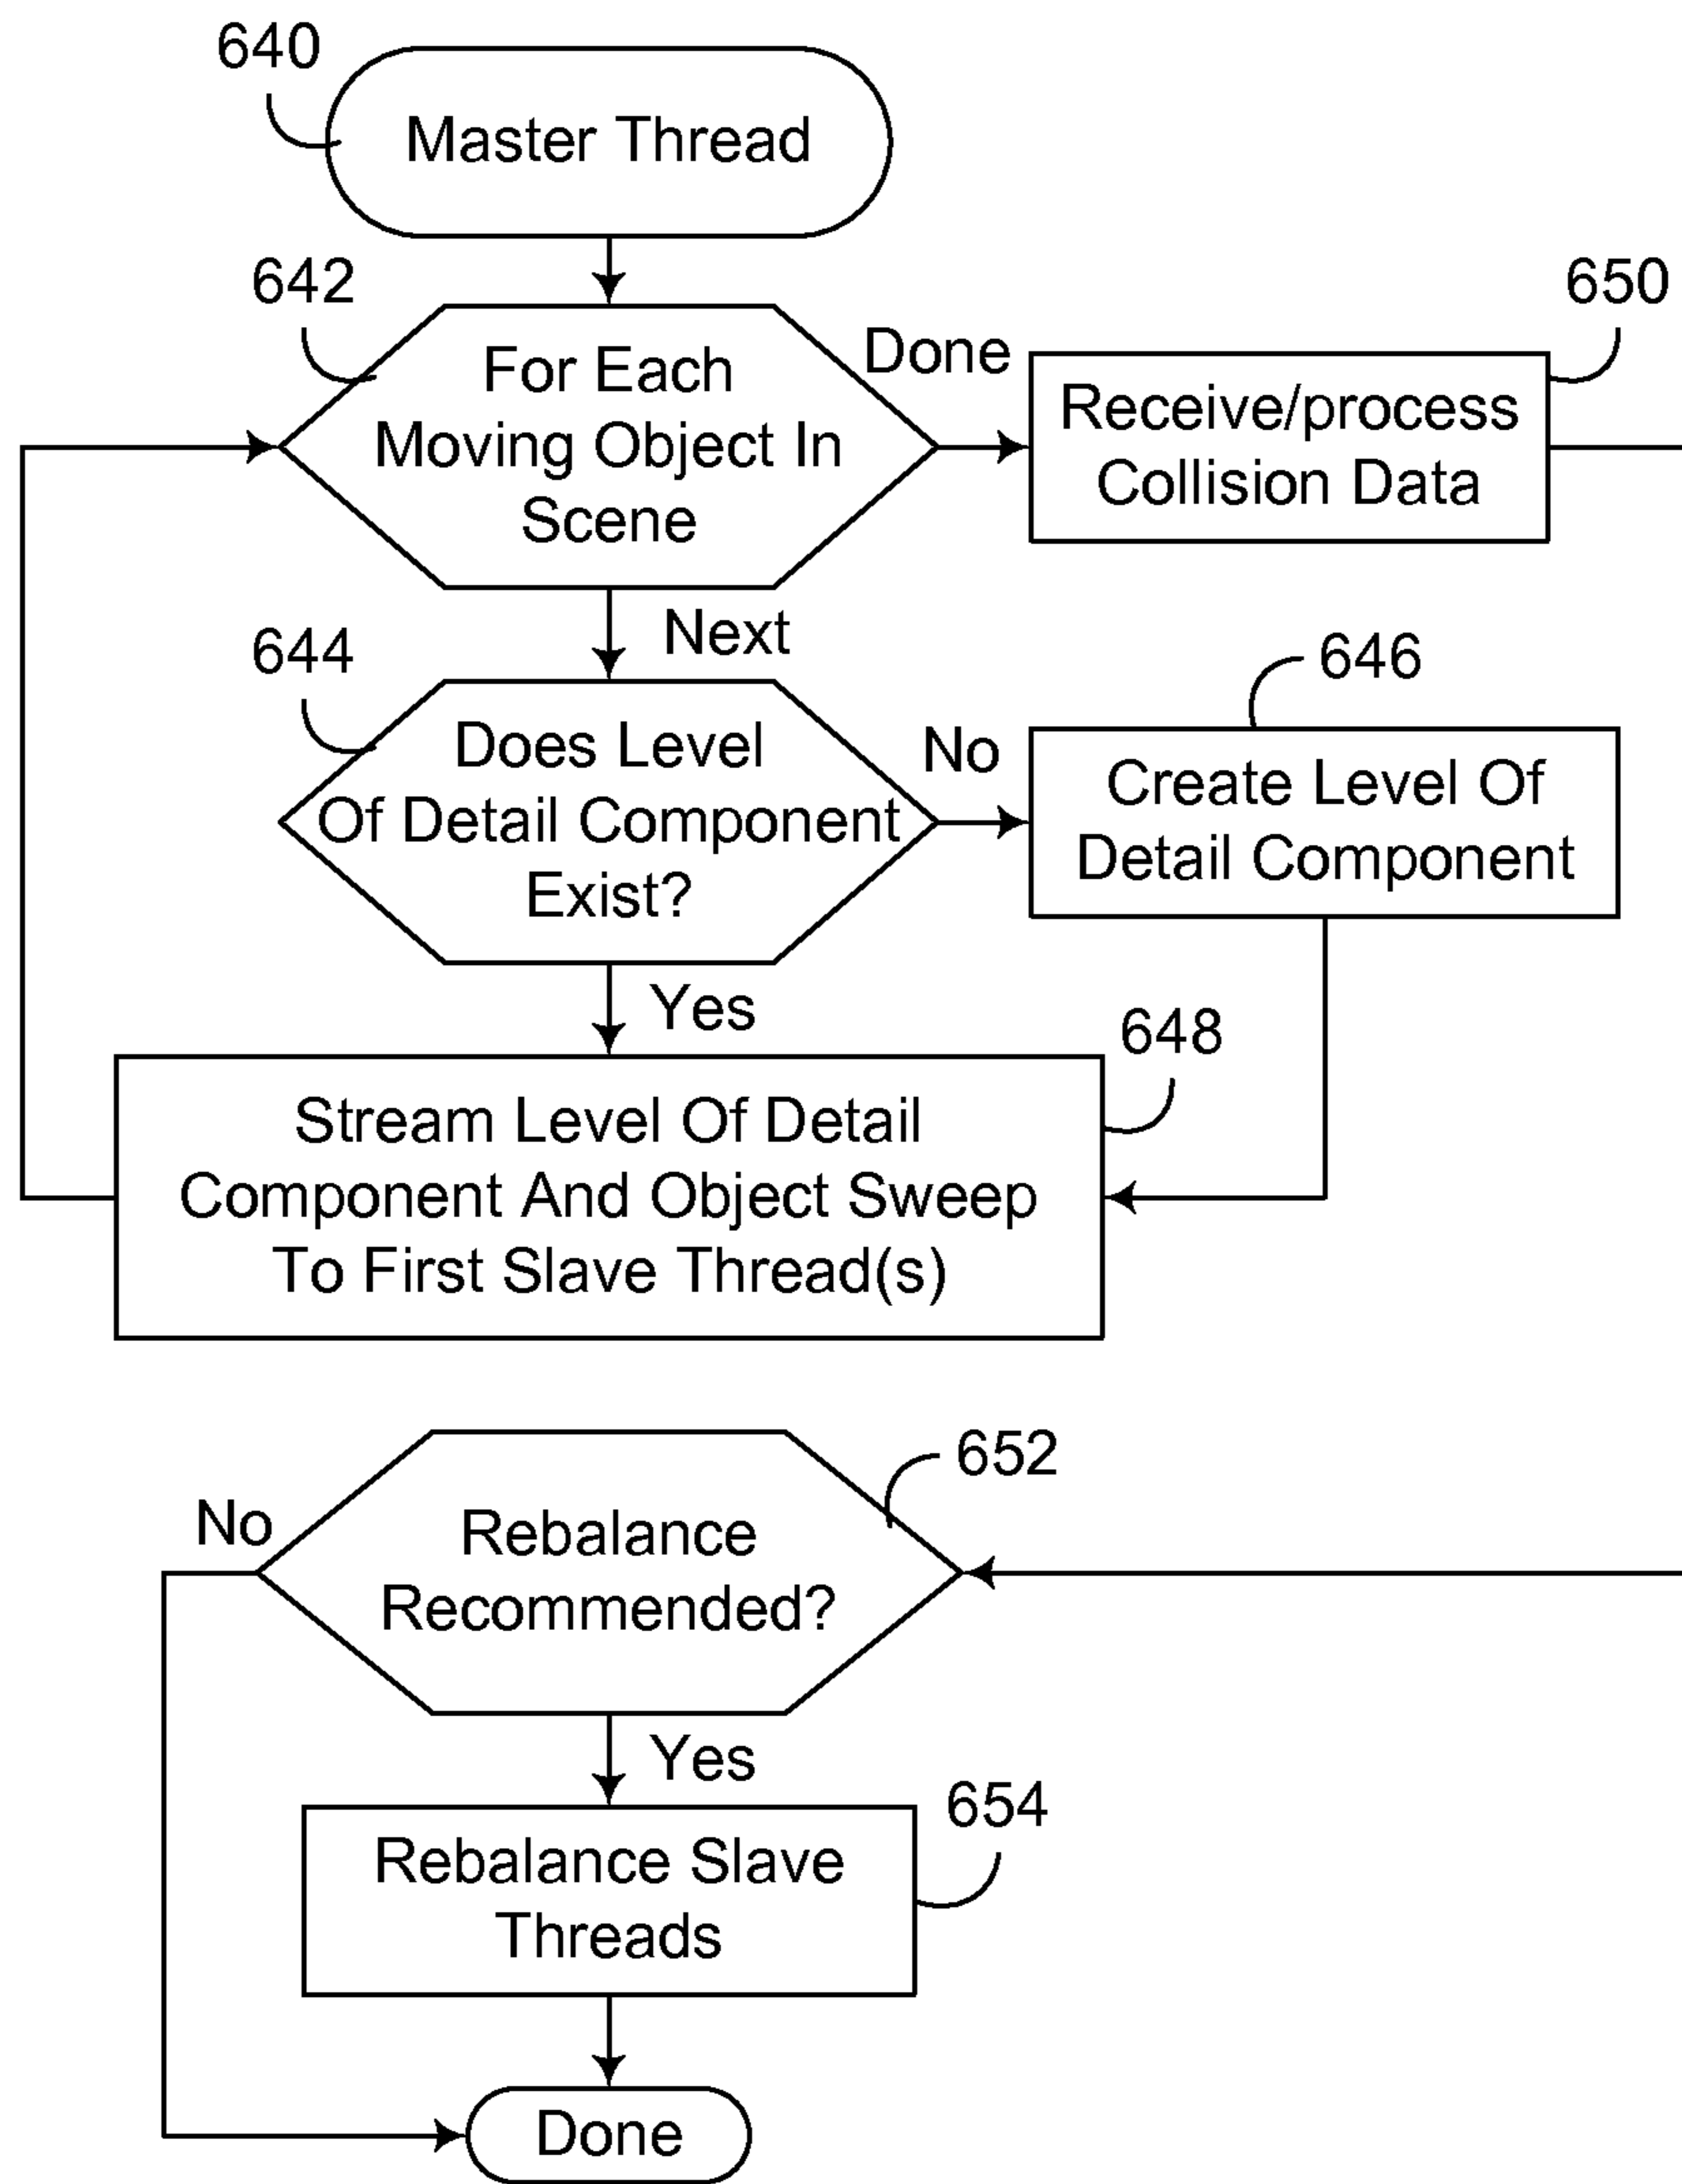 640
Master Thread
642
For Each
Moving Object In
Scene
Done
650
Receive/process
Collision Data
Next
644
Does Level
Of Detail Component
Exist?
No
646
Create Level Of
Detail Component
Yes
648
Stream Level Of Detail
Component And Object Sweep
To First Slave Thread(s)
652
Rebalance
Recommended?
No
Yes
654
Rebalance Slave
Threads
Done